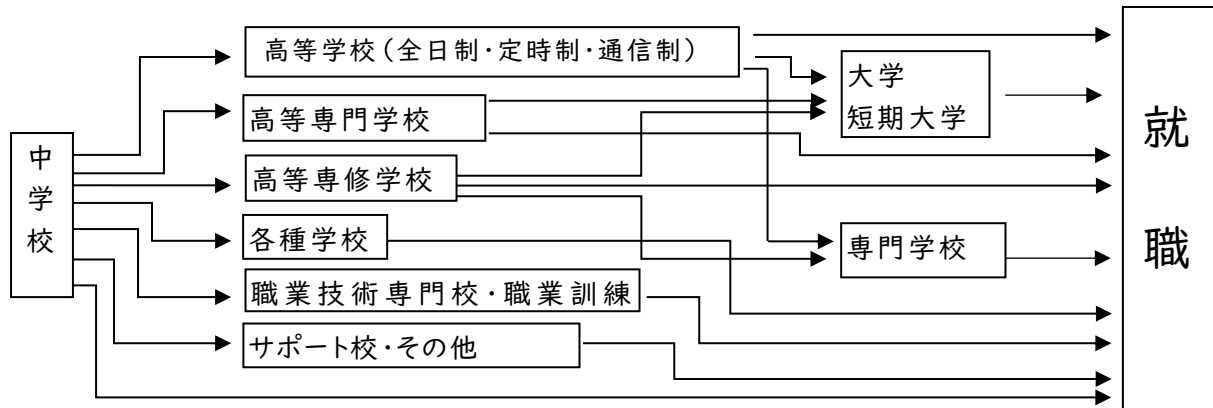 中学校
高等学校（全日制・定時制・通信制）
高等専門学校
高等専修学校
各種学校
職業技術専門校・職業訓練
サポート校・その他
大学
短期大学
専門学校
就職